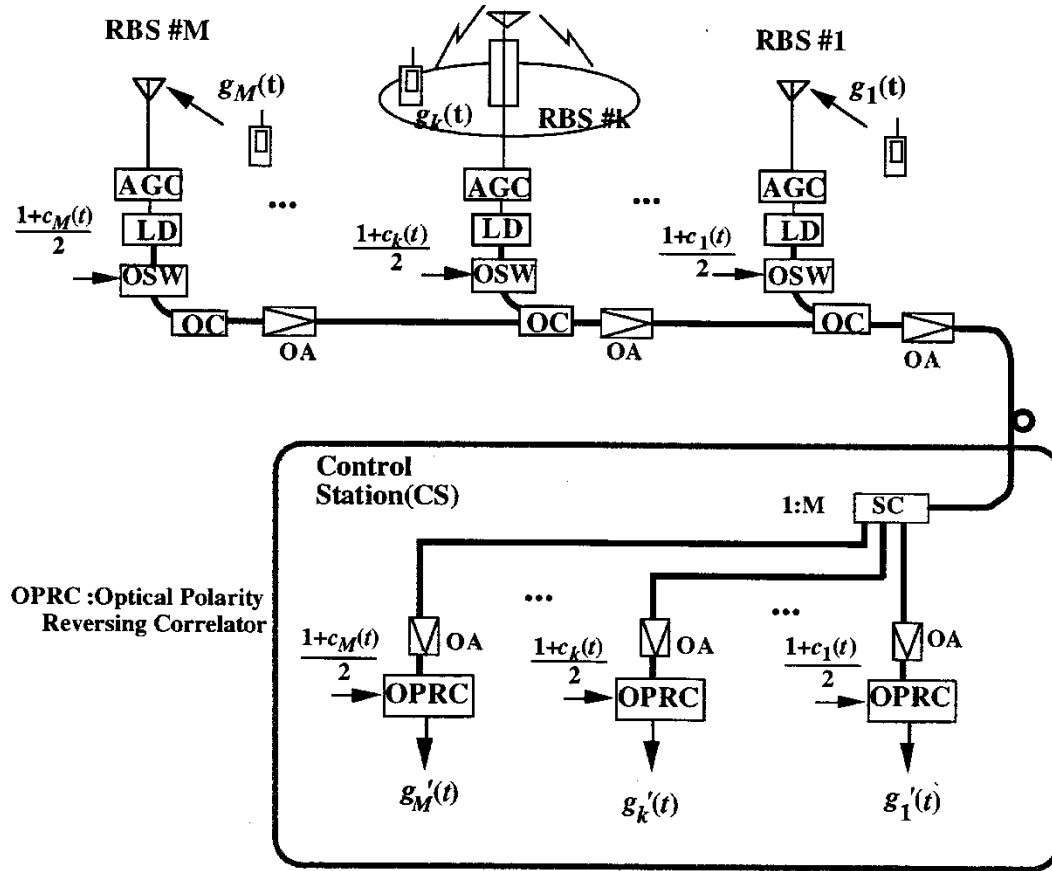 RBS #M
RBS #1
g_M(t)
g_k(t)
RBS #k
g_1(t)
AGC
AGC
AGC
...
...
1+c_M(t)
2
LD
1+c_k(t)
2
LD
1+c_1(t)
2
LD
OSW
OSW
OSW
OC
OC
OC
OA
OA
OA
Control
Station(CS)
1:M
SC
OPRC :Optical Polarity
Reversing Correlator
...
...
OA
OA
OA
1+c_M(t)
2
1+c_k(t)
2
1+c_1(t)
2
OPRC
OPRC
OPRC
g_M'(t)
g_k'(t)
g_1'(t)